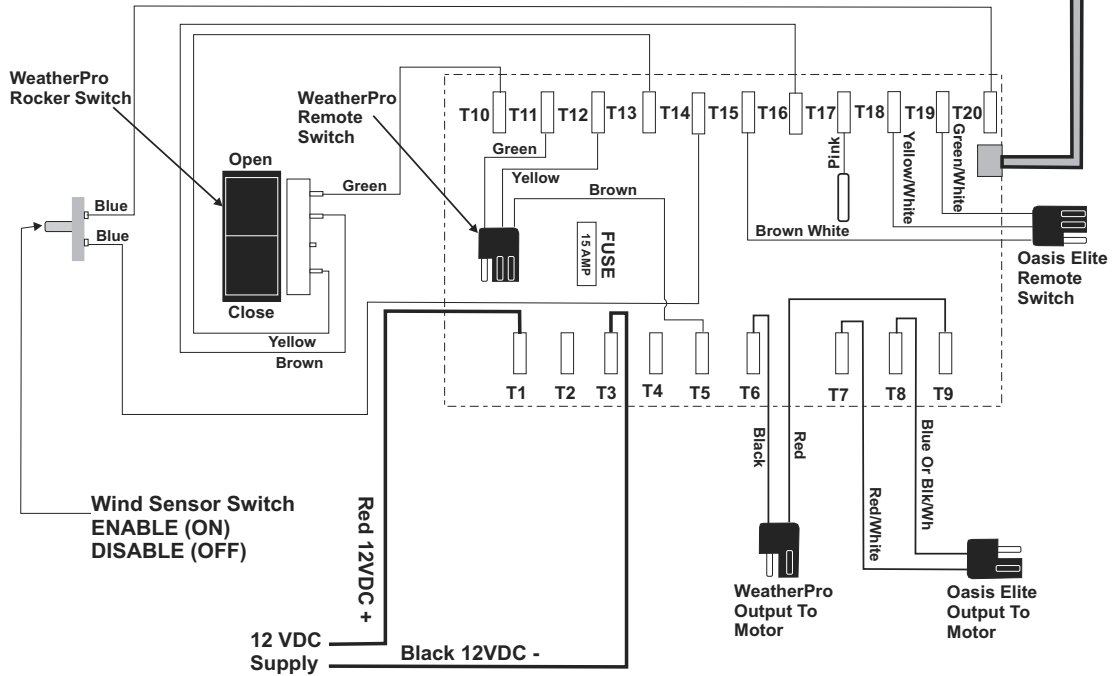 WeatherPro
Rocker Switch
WeatherPro
Remote
Switch
T10 T11 T12 T13 T14 T15 T16 T17 T18 T19 T20
Open
Green
Green
Yellow
Brown
Pink
Yellow/White
Green/White
Blue
Blue
Brown White
FUSE
15 AMP
Oasis Elite
Remote
Switch
Close
Yellow
Brown
T1 T2 T3 T4 T5 T6 T7 T8 T9
Wind Sensor Switch
ENABLE (ON)
DISABLE (OFF)
Red 12VDC +
Black
Red
Red/White
Blue Or Blk/Wh
WeatherPro
Output To
Motor
Oasis Elite
Output To
Motor
12 VDC
Supply
Black 12VDC -